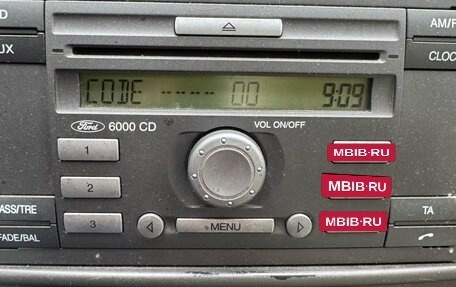 CD
AM/F
UX
CLOC
CODE ----- 00 9:09
Ford 6000 CD VOL ON/OFF
1 MBIB·RU
2 MBIB·RU
ASS/TRE TA
3 MENU MBIB·RU
FADE/BAL